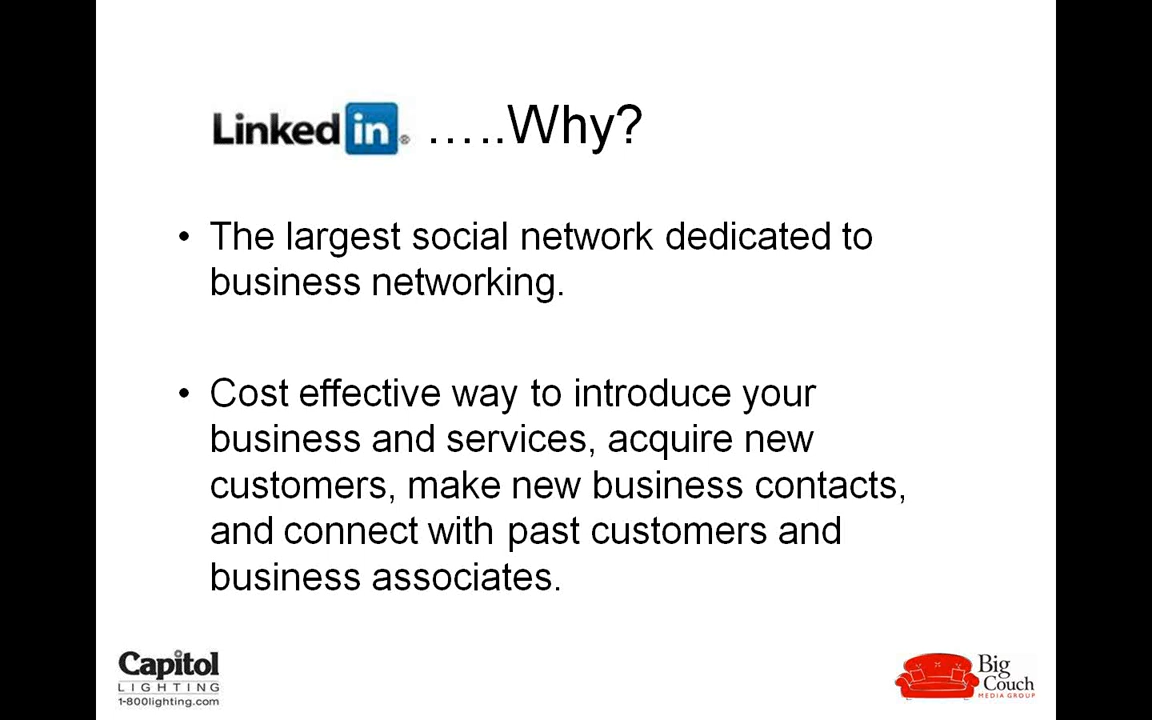 Linked in® …..Why?
• The largest social network dedicated to
business networking.
• Cost effective way to introduce your
business and services, acquire new
customers, make new business contacts,
and connect with past customers and
business associates.
Capitol
LIGHTING
1-800lighting.com
Big
Couch
MEDIA GROUP